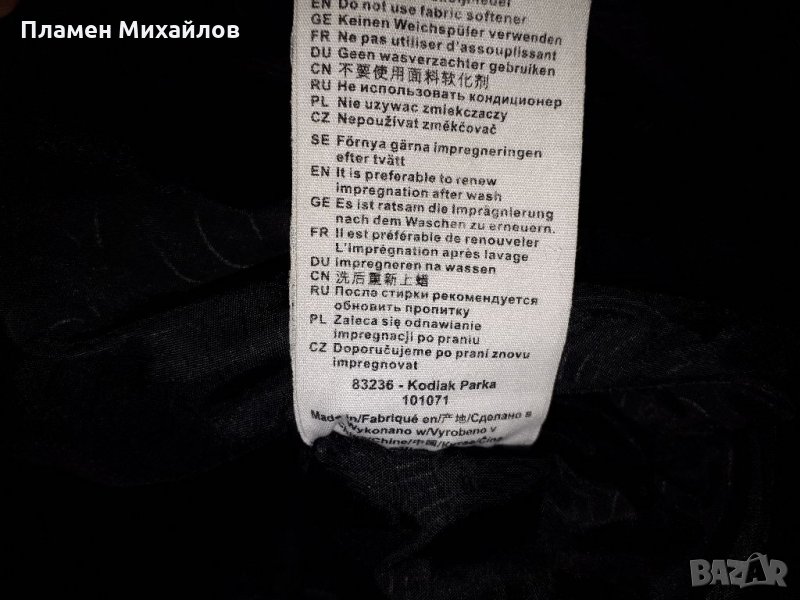 Пламен Михайлов
EN Do not use fabric softener
GE Keinen Weichspüler verwenden
FR Ne pas utiliser d'assouplissant
DU Geen wasverzachter gebruiken
CN 不要使用面料软化剂
RU Не использовать кондиционер
PL Nie uzywac zmiekczaczy
CZ Nepoužívat změkčovač
SE Förnya gärna impregneringen
efter tvätt
EN It is preferable to renew
impregnation after wash
GE Es ist ratsam die Imprägnierung
nach dem Waschen zu erneuern.
FR Il est préférable de renouveler
L'imprégnation après lavage
DU Impregneren na wassen
CN 洗后重新上蜡
RU После стирки рекомендуется
обновить пропитку
PL Zaleca się odnawianie
impregnacji po praniu
CZ Doporučujeme po praní znovu
impregnovat
83236 - Kodiak Parka
101071
Made in/Fabriqué en/产地/Сделано в
Wykonano w/Vyrobeno v
/Chine/中国/
BAZAR